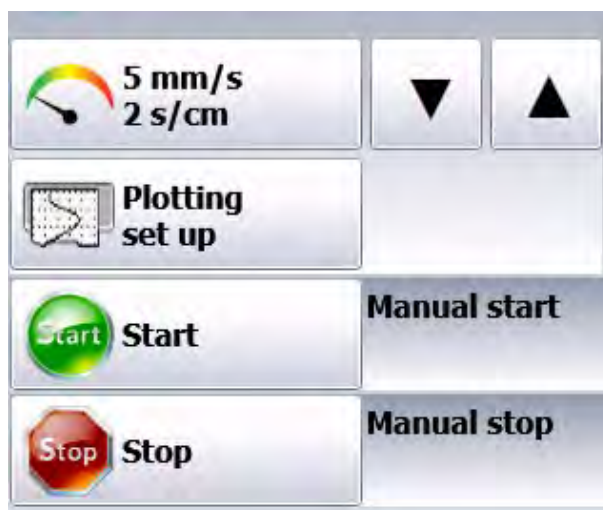 5 mm/s
2 s/cm
Plotting
set up
Start
Start
Manual start
Stop
Stop
Manual stop